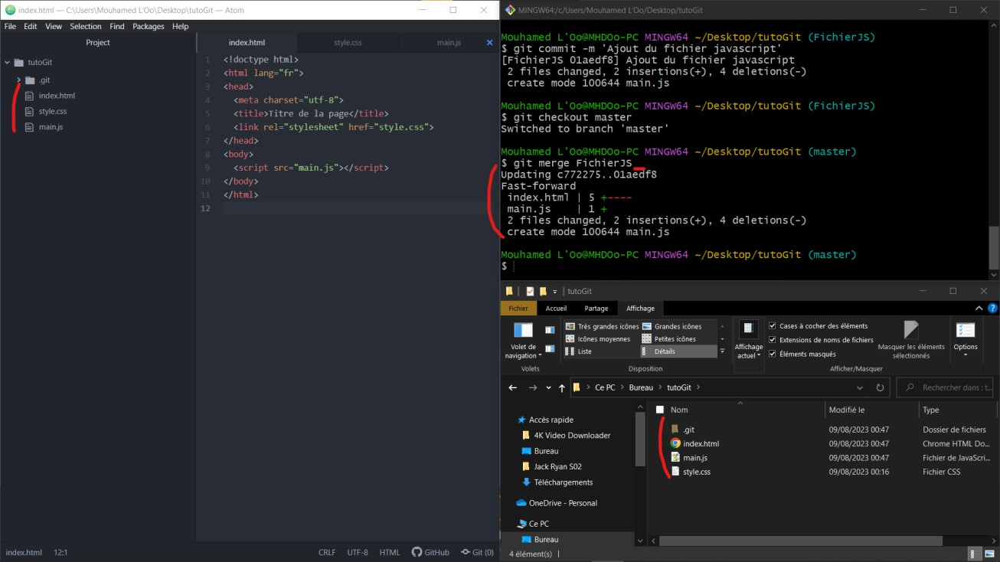 index.html — C:\Users\Mouhamed L'Oo\Desktop\tutoGit — Atom
File Edit View Selection Find Packages Help
Project
tutoGit
.git
index.html
style.css
main.js
index.html style.css main.js
1 <!doctype html>
2 <html lang="fr">
3 <head>
4 <meta charset="utf-8">
5 <title>Titre de la page</title>
6 <link rel="stylesheet" href="style.css">
7 </head>
8 <body>
9 <script src="main.js"></script>
10 </body>
11 </html>
12
index.html 12:1 CRLF UTF-8 HTML GitHub Git (0)
MINGW64:/c/Users/Mouhamed L'Oo/Desktop/tutoGit
Mouhamed L'Oo@MHDOo-PC MINGW64 ~/Desktop/tutoGit (FichierJS)
$ git commit -m 'Ajout du fichier javascript'
[FichierJS 01aedf8] Ajout du fichier javascript
2 files changed, 2 insertions(+), 4 deletions(-)
create mode 100644 main.js
Mouhamed L'Oo@MHDOo-PC MINGW64 ~/Desktop/tutoGit (FichierJS)
$ git checkout master
Switched to branch 'master'
Mouhamed L'Oo@MHDOo-PC MINGW64 ~/Desktop/tutoGit (master)
$ git merge FichierJS
Updating c772275..01aedf8
Fast-forward
index.html | 5 +----
main.js | 1 +
2 files changed, 2 insertions(+), 4 deletions(-)
create mode 100644 main.js
Mouhamed L'Oo@MHDOo-PC MINGW64 ~/Desktop/tutoGit (master)
$
tutoGit
Fichier Accueil Partage Affichage
Volet de navigation
Volets
Très grandes icônes Grandes icônes
Icônes moyennes Petites icônes
Liste Détails
Disposition
Affichage actuel
Cases à cocher des éléments
Extensions de noms de fichiers
Éléments masqués
Masquer les éléments sélectionnés
Afficher/Masquer
Options
Ce PC > Bureau > tutoGit >
Rechercher dans : t...
Accès rapide
4K Video Downloader
Bureau
Jack Ryan S02
Téléchargements
OneDrive - Personal
Ce PC
Bureau
Nom Modifié le Type
.git 09/08/2023 00:47 Dossier de fichiers
index.html 09/08/2023 00:47 Chrome HTML Do...
main.js 09/08/2023 00:47 Fichier de JavaScri...
style.css 09/08/2023 00:16 Fichier CSS
4 élément(s)